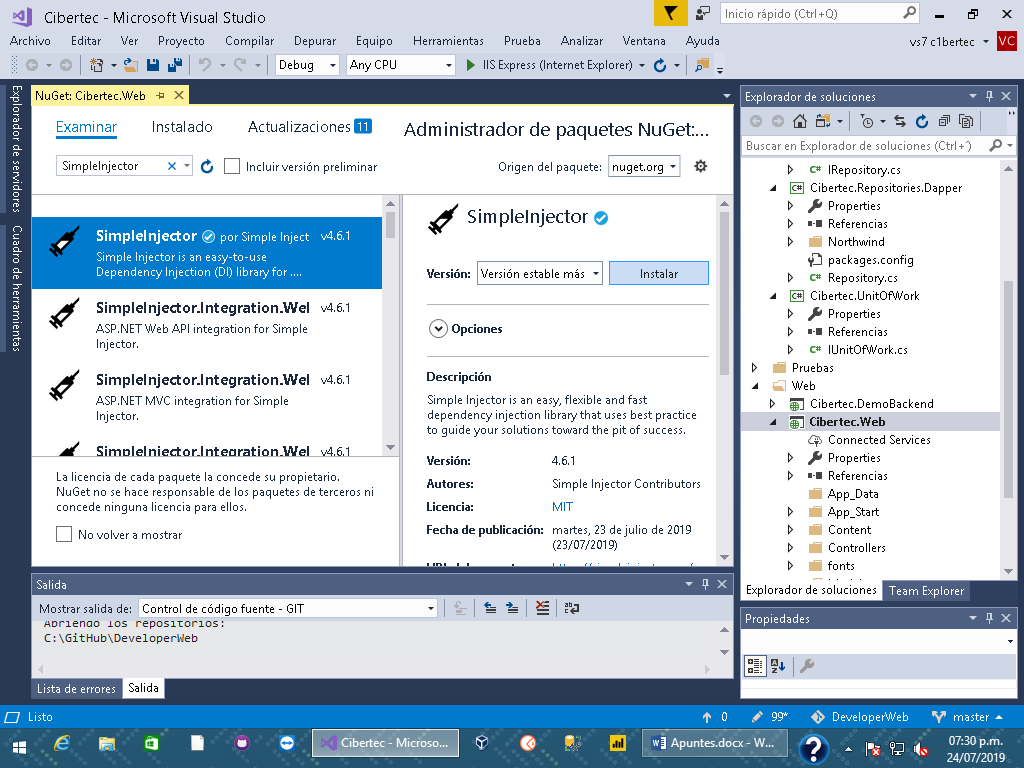 Cibertec - Microsoft Visual Studio
Inicio rápido (Ctrl+Q)
Archivo Editar Ver Proyecto Compilar Depurar Equipo Herramientas Prueba Analizar Ventana Ayuda
vs7 c1bertec VC
Debug Any CPU IIS Express (Internet Explorer)
Explorador de servidores
Cuadro de herramientas
NuGet: Cibertec.Web
Examinar Instalado Actualizaciones 11
Administrador de paquetes NuGet:...
SimpleInjector
Incluir versión preliminar
Origen del paquete: nuget.org
SimpleInjector por Simple Inject v4.6.1
Simple Injector is an easy-to-use
Dependency Injection (DI) library for ....
SimpleInjector.Integration.Wel v4.6.1
ASP.NET Web API integration for Simple
Injector.
SimpleInjector.Integration.Wel v4.6.1
ASP.NET MVC integration for Simple
Injector.
SimpleInjector.Integration.Wel v4.6.1
La licencia de cada paquete la concede su propietario.
NuGet no se hace responsable de los paquetes de terceros ni
concede ninguna licencia para ellos.
No volver a mostrar
SimpleInjector
Versión: Versión estable más Instalar
Opciones
Descripción
Simple Injector is an easy, flexible and fast
dependency injection library that uses best practice
to guide your solutions toward the pit of success.
Versión: 4.6.1
Autores: Simple Injector Contributors
Licencia: MIT
Fecha de publicación: martes, 23 de julio de 2019
(23/07/2019)
Explorador de soluciones
Buscar en Explorador de soluciones (Ctrl+´)
C# IRepository.cs
C# Cibertec.Repositories.Dapper
Properties
Referencias
Northwind
packages.config
C# Repository.cs
C# Cibertec.UnitOfWork
Properties
Referencias
C# IUnitOfWork.cs
Pruebas
Web
Cibertec.DemoBackend
Cibertec.Web
Connected Services
Properties
Referencias
App_Data
App_Start
Content
Controllers
fonts
Explorador de soluciones Team Explorer
Propiedades
Salida
Mostrar salida de: Control de código fuente - GIT
Abriendo los repositorios:
C:\GitHub\DeveloperWeb
Lista de errores Salida
Listo
0 99* DeveloperWeb master
Cibertec - Microso...
Apuntes.docx - W...
07:30 p.m.
24/07/2019